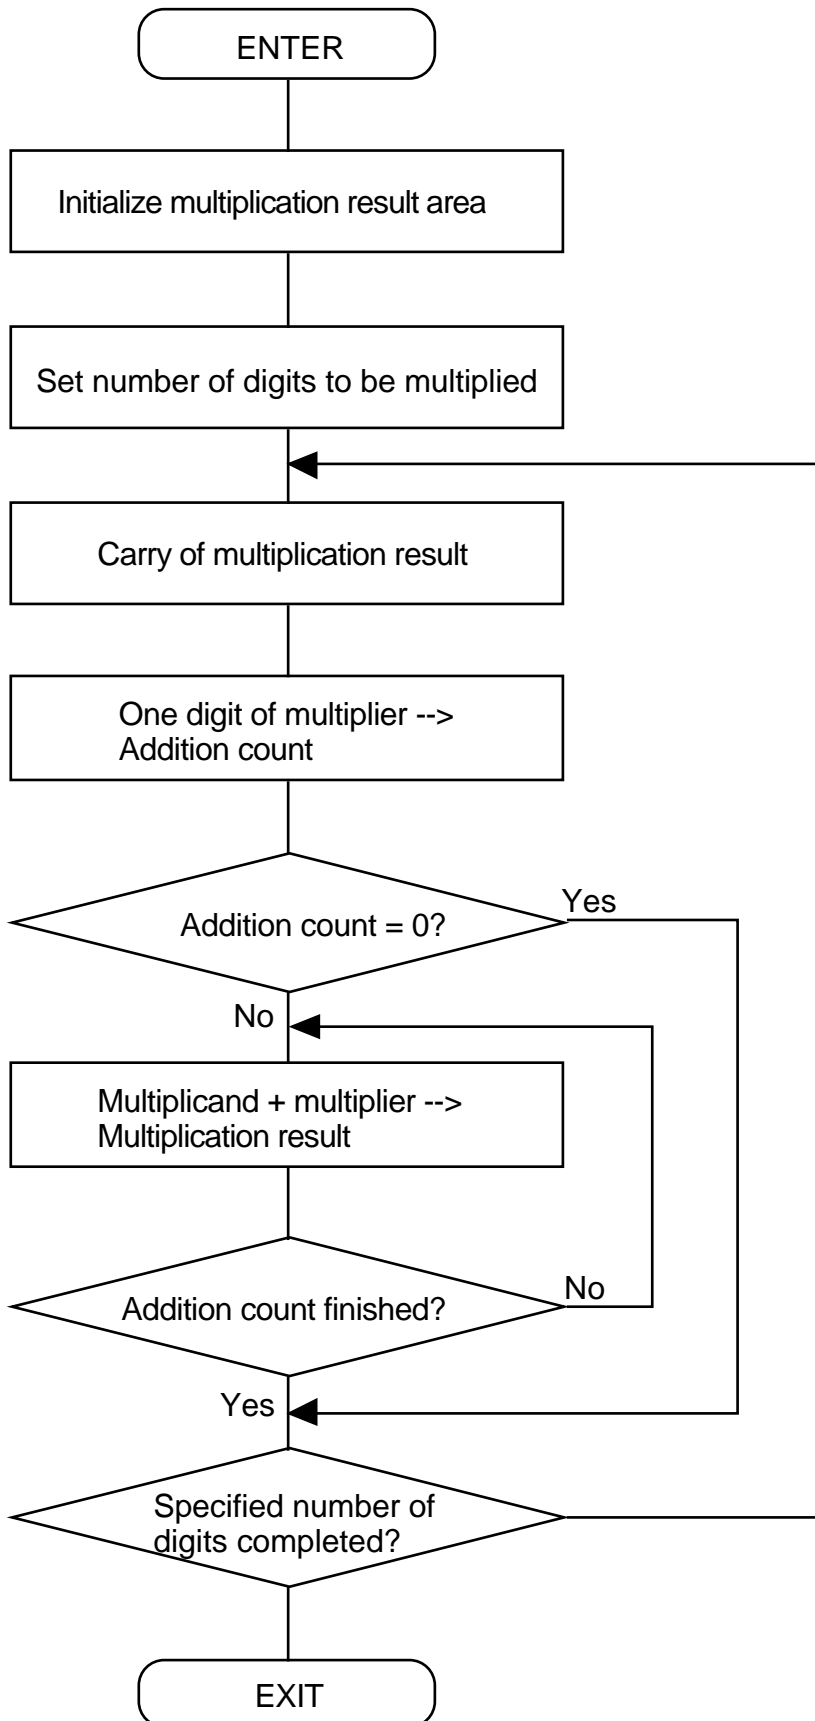 ENTER
Initialize multiplication result area
Set number of digits to be multiplied
Carry of multiplication result
One digit of multiplier -->
Addition count
Addition count = 0?
Yes
No
Multiplicand + multiplier -->
Multiplication result
Addition count finished?
No
Yes
Specified number of
digits completed?
EXIT